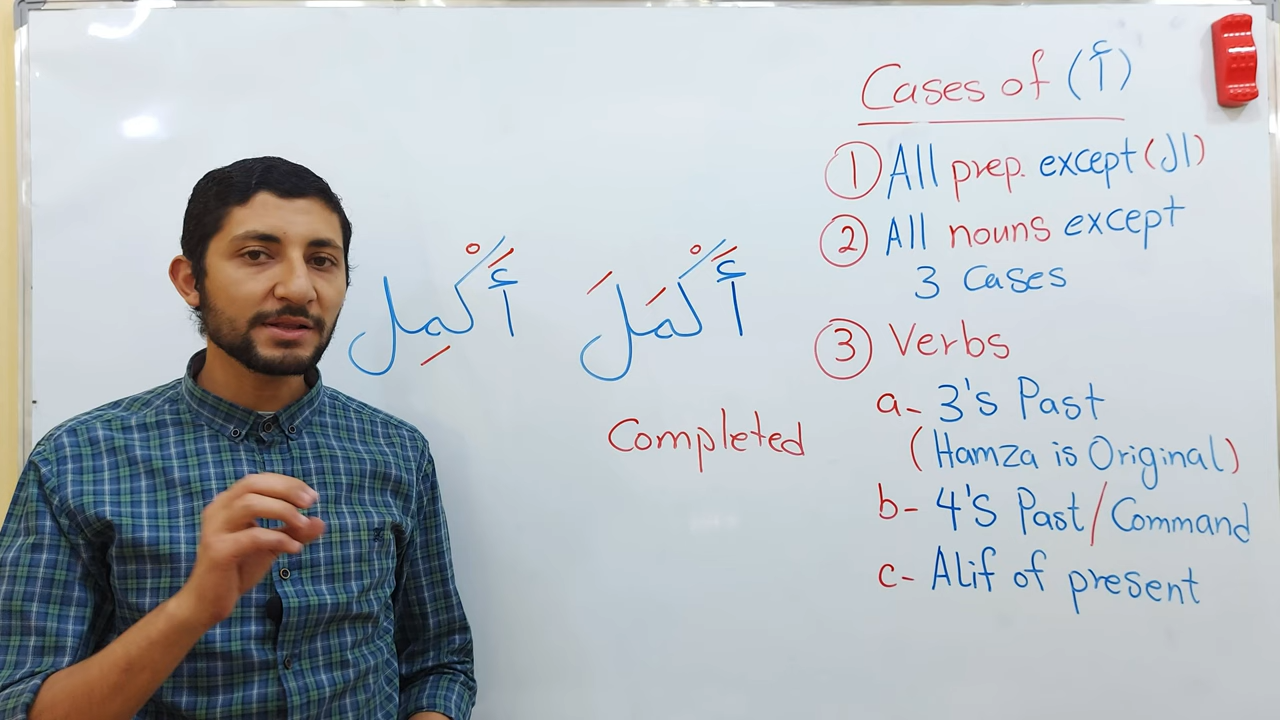 Cases of (أ)
① All prep. except (ال)
② All nouns except
3 Cases
③ Verbs
a- 3's Past
(Hamza is Original)
b- 4's Past/Command
c- Alif of present
أَكْمَلَ
أَكْمِل
Completed